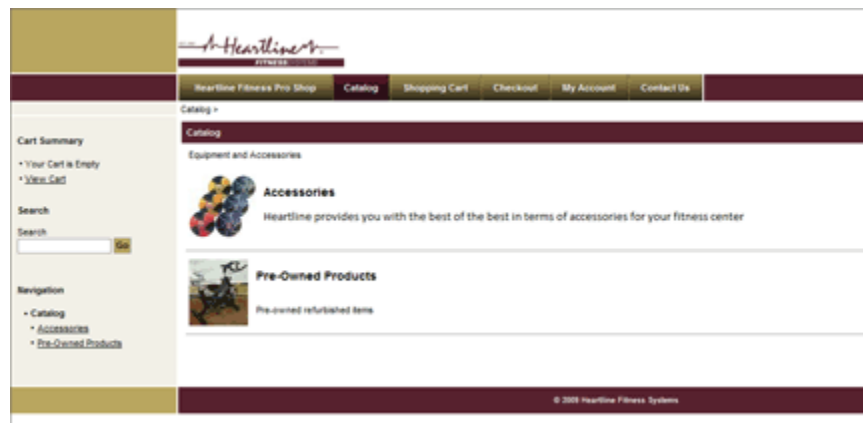 Heartline
FITNESS SYSTEMS
Heartline Fitness Pro Shop Catalog Shopping Cart Checkout My Account Contact Us
Catalog >
Cart Summary
• Your Cart is Empty
• View Cart
Search
Search
Go
Navigation
• Catalog
• Accessories
• Pre-Owned Products
Catalog
Equipment and Accessories
Accessories
Heartline provides you with the best of the best in terms of accessories for your fitness center
Pre-Owned Products
Pre-owned refurbished items
© 2009 Heartline Fitness Systems